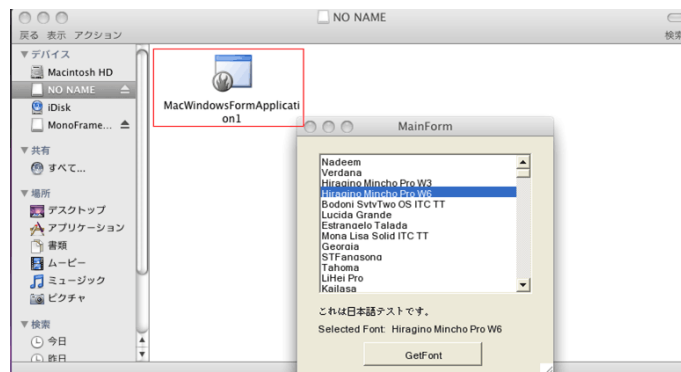 NO NAME
戻る 表示 アクション
検索
デバイス
Macintosh HD
NO NAME
iDisk
MonoFrame...
共有
すべて...
場所
デスクトップ
アプリケーション
書類
ムービー
ミュージック
ピクチャ
検索
今日
昨日
MacWindowsFormApplicati
on1
MainForm
Nadeem
Verdana
Hiragino Mincho Pro W3
Hiragino Mincho Pro W6
Bodoni SvtyTwo OS ITC TT
Lucida Grande
Estrangelo Talada
Mona Lisa Solid ITC TT
Georgia
STFangsong
Tahoma
LiHei Pro
Kailasa
これは日本語テストです。
Selected Font: Hiragino Mincho Pro W6
GetFont